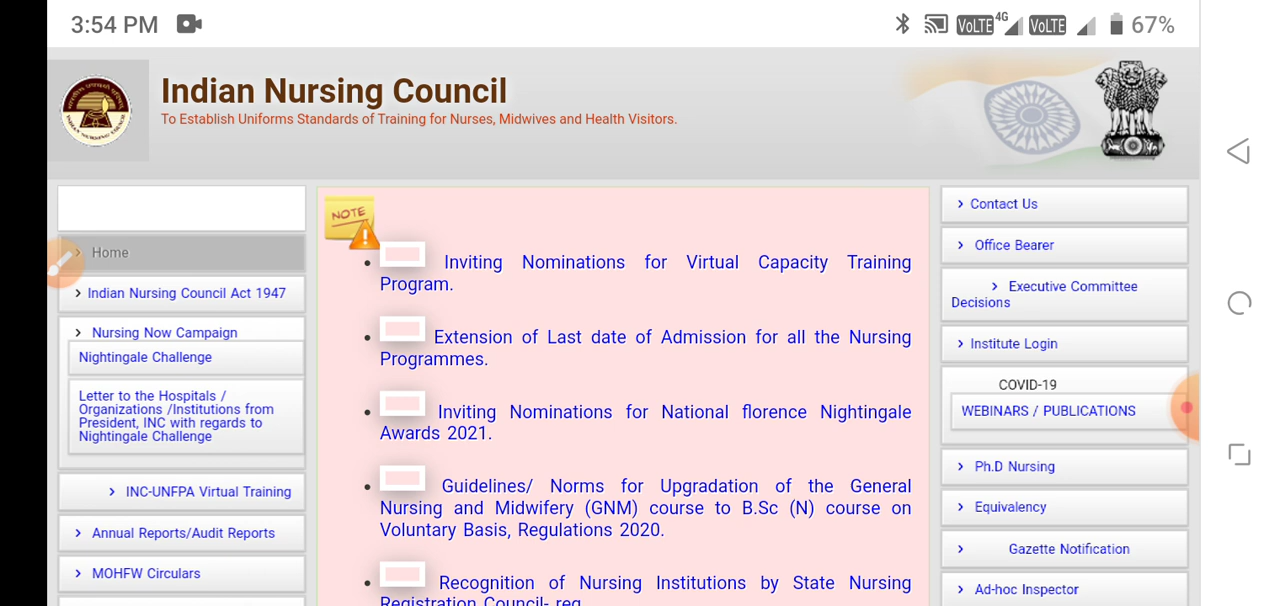 3:54 PM
VoLTE 4G VoLTE 67%
Indian Nursing Council
To Establish Uniforms Standards of Training for Nurses, Midwives and Health Visitors.
Home
Indian Nursing Council Act 1947
Nursing Now Campaign
Nightingale Challenge
Letter to the Hospitals /
Organizations /Institutions from
President, INC with regards to
Nightingale Challenge
INC-UNFPA Virtual Training
Annual Reports/Audit Reports
MOHFW Circulars
NOTE
Inviting Nominations for Virtual Capacity Training
Program.
Extension of Last date of Admission for all the Nursing
Programmes.
Inviting Nominations for National florence Nightingale
Awards 2021.
Guidelines/ Norms for Upgradation of the General
Nursing and Midwifery (GNM) course to B.Sc (N) course on
Voluntary Basis, Regulations 2020.
Recognition of Nursing Institutions by State Nursing
Registration Council- reg
Contact Us
Office Bearer
Executive Committee
Decisions
Institute Login
COVID-19
WEBINARS / PUBLICATIONS
Ph.D Nursing
Equivalency
Gazette Notification
Ad-hoc Inspector